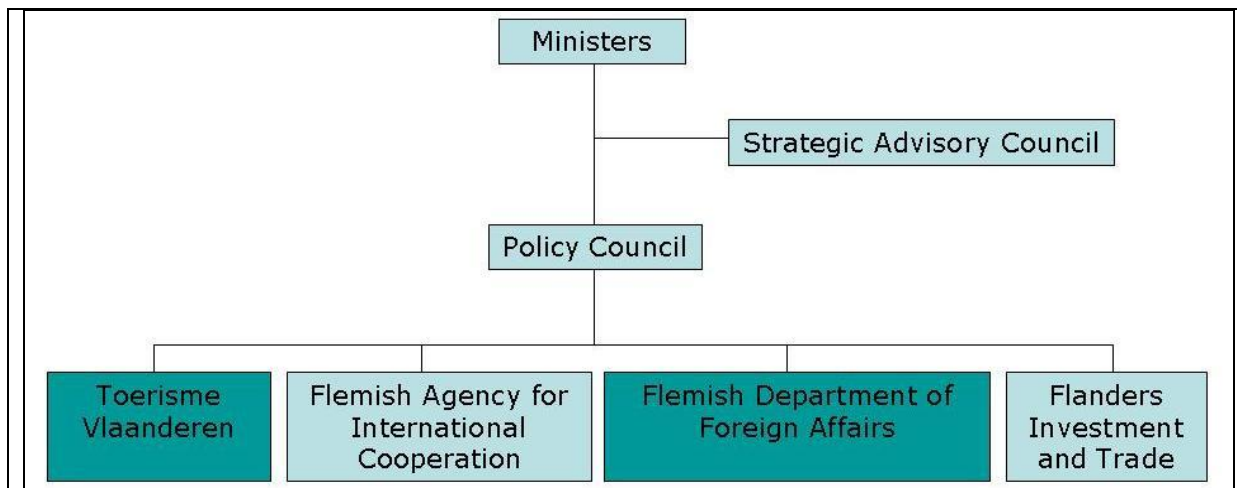 Ministers
Strategic Advisory Council
Policy Council
Toerisme
Vlaanderen
Flemish Agency for
International
Cooperation
Flemish Department of
Foreign Affairs
Flanders
Investment
and Trade